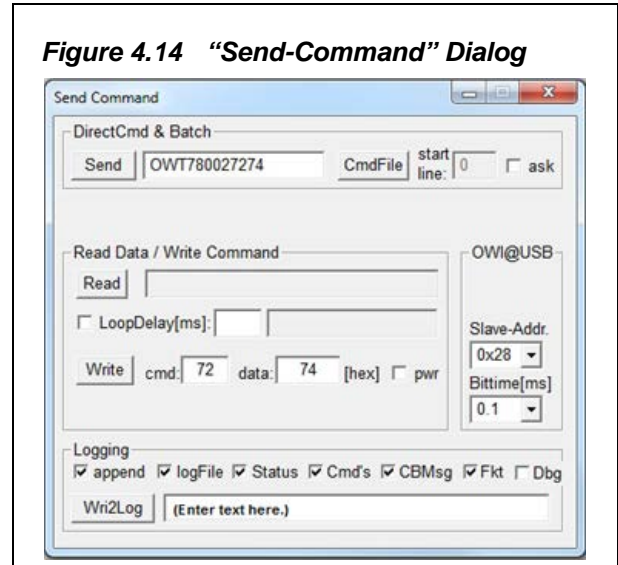 Figure 4.14 “Send-Command” Dialog
Send Command
DirectCmd & Batch
Send OWT780027274 CmdFile start line: 0 ask
Read Data / Write Command
Read
LoopDelay[ms]:
Write cmd: 72 data: 74 [hex] pwr
OWI@USB
Slave-Addr.
0x28
Bittime[ms]
0.1
Logging
append logFile Status Cmd's CBMsg Fkt Dbg
Wri2Log (Enter text here.)